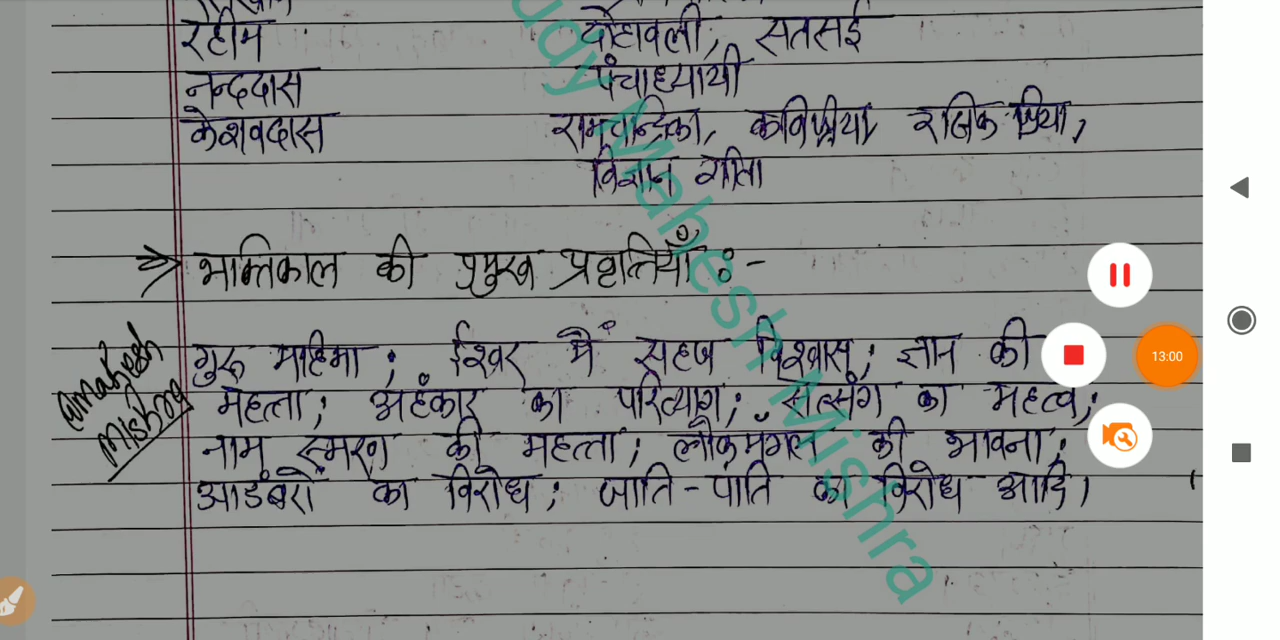 रहीम दोहावली, सतसई
नन्ददास पंचाध्यायी
केशवदास रामचन्द्रिका, कविप्रिया, रसिक प्रिया,
विज्ञान गीता
=> भक्तिकाल की प्रमुख प्रवृत्तियाँ :-
गुरू महिमा ; ईश्वर में सहज विश्वास ; ज्ञान की
महत्ता ; अहंकार का परित्याग ; सत्संग का महत्व ;
नाम स्मरण की महत्ता ; लोकमंगल की भावना ;
आडंबरों का विरोध ; जाति-पाति का विरोध आदि।
@mahesh
Mishra
udy Mahesh Mishra
13:00